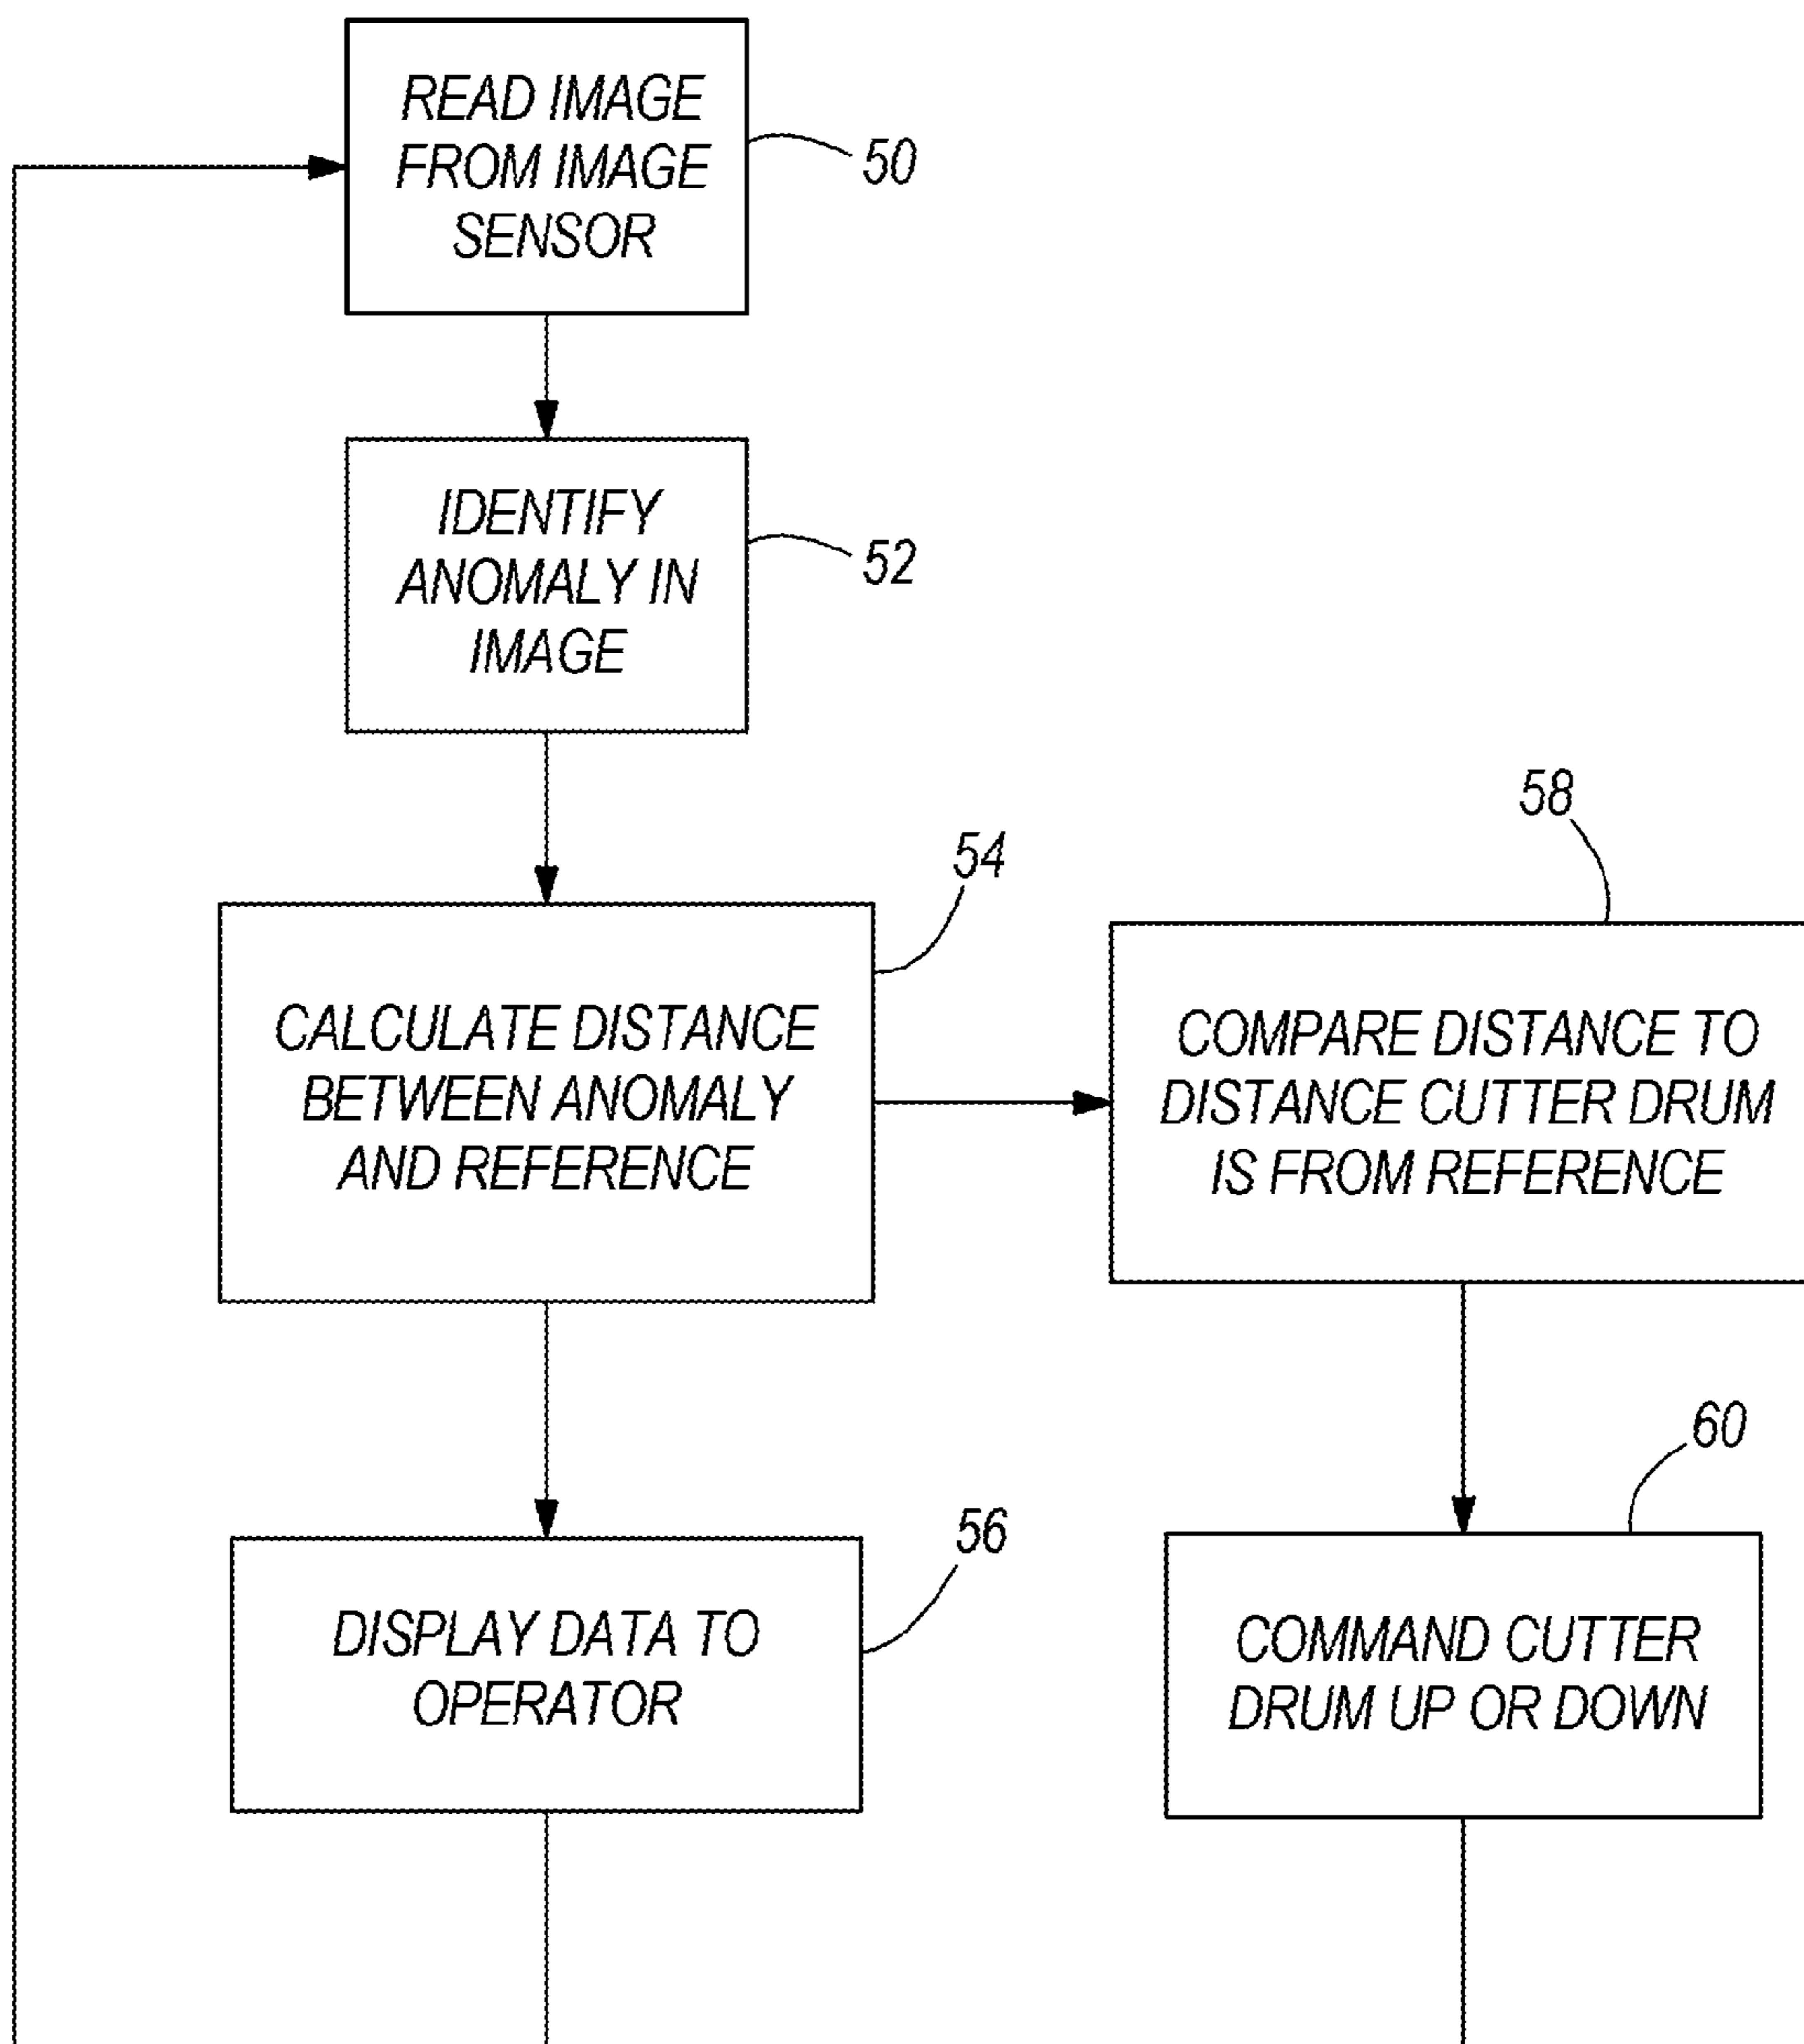 READ IMAGE
FROM IMAGE
SENSOR
50
IDENTIFY
ANOMALY IN
IMAGE
52
CALCULATE DISTANCE
BETWEEN ANOMALY
AND REFERENCE
54
COMPARE DISTANCE TO
DISTANCE CUTTER DRUM
IS FROM REFERENCE
58
DISPLAY DATA TO
OPERATOR
56
COMMAND CUTTER
DRUM UP OR DOWN
60